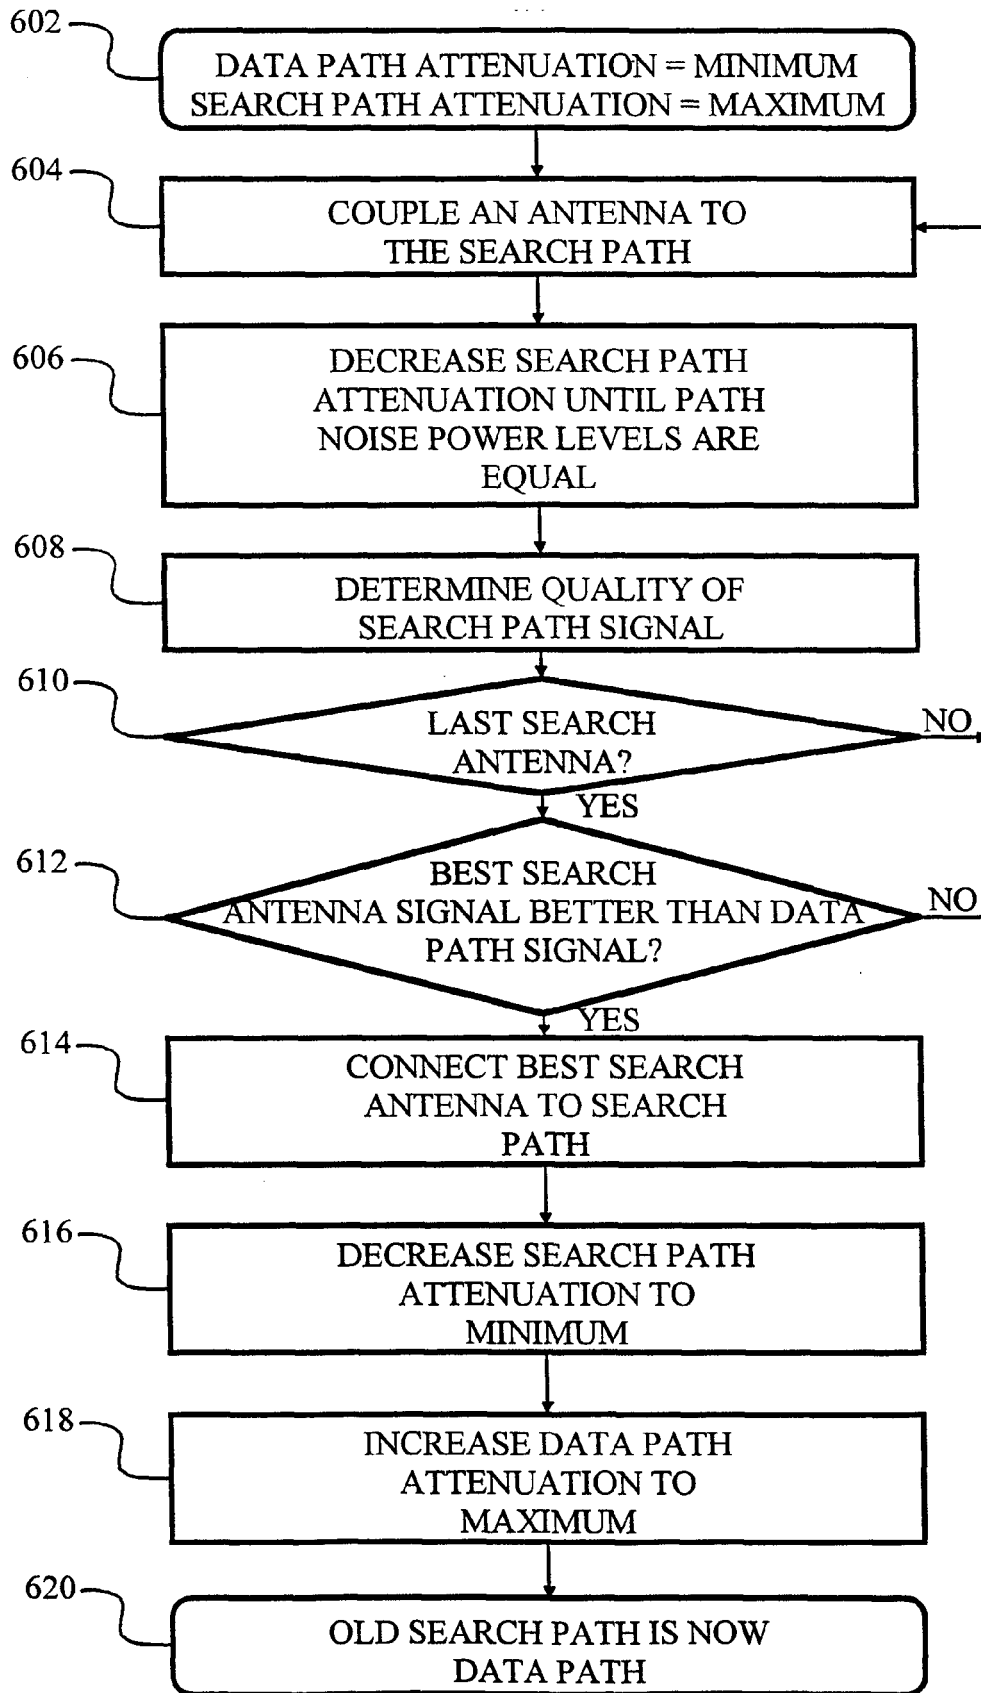 602
DATA PATH ATTENUATION = MINIMUM
SEARCH PATH ATTENUATION = MAXIMUM
604
COUPLE AN ANTENNA TO
THE SEARCH PATH
606
DECREASE SEARCH PATH
ATTENUATION UNTIL PATH
NOISE POWER LEVELS ARE
EQUAL
608
DETERMINE QUALITY OF
SEARCH PATH SIGNAL
610
LAST SEARCH
ANTENNA?
NO
YES
612
BEST SEARCH
ANTENNA SIGNAL BETTER THAN DATA
PATH SIGNAL?
NO
YES
614
CONNECT BEST SEARCH
ANTENNA TO SEARCH
PATH
616
DECREASE SEARCH PATH
ATTENUATION TO
MINIMUM
618
INCREASE DATA PATH
ATTENUATION TO
MAXIMUM
620
OLD SEARCH PATH IS NOW
DATA PATH